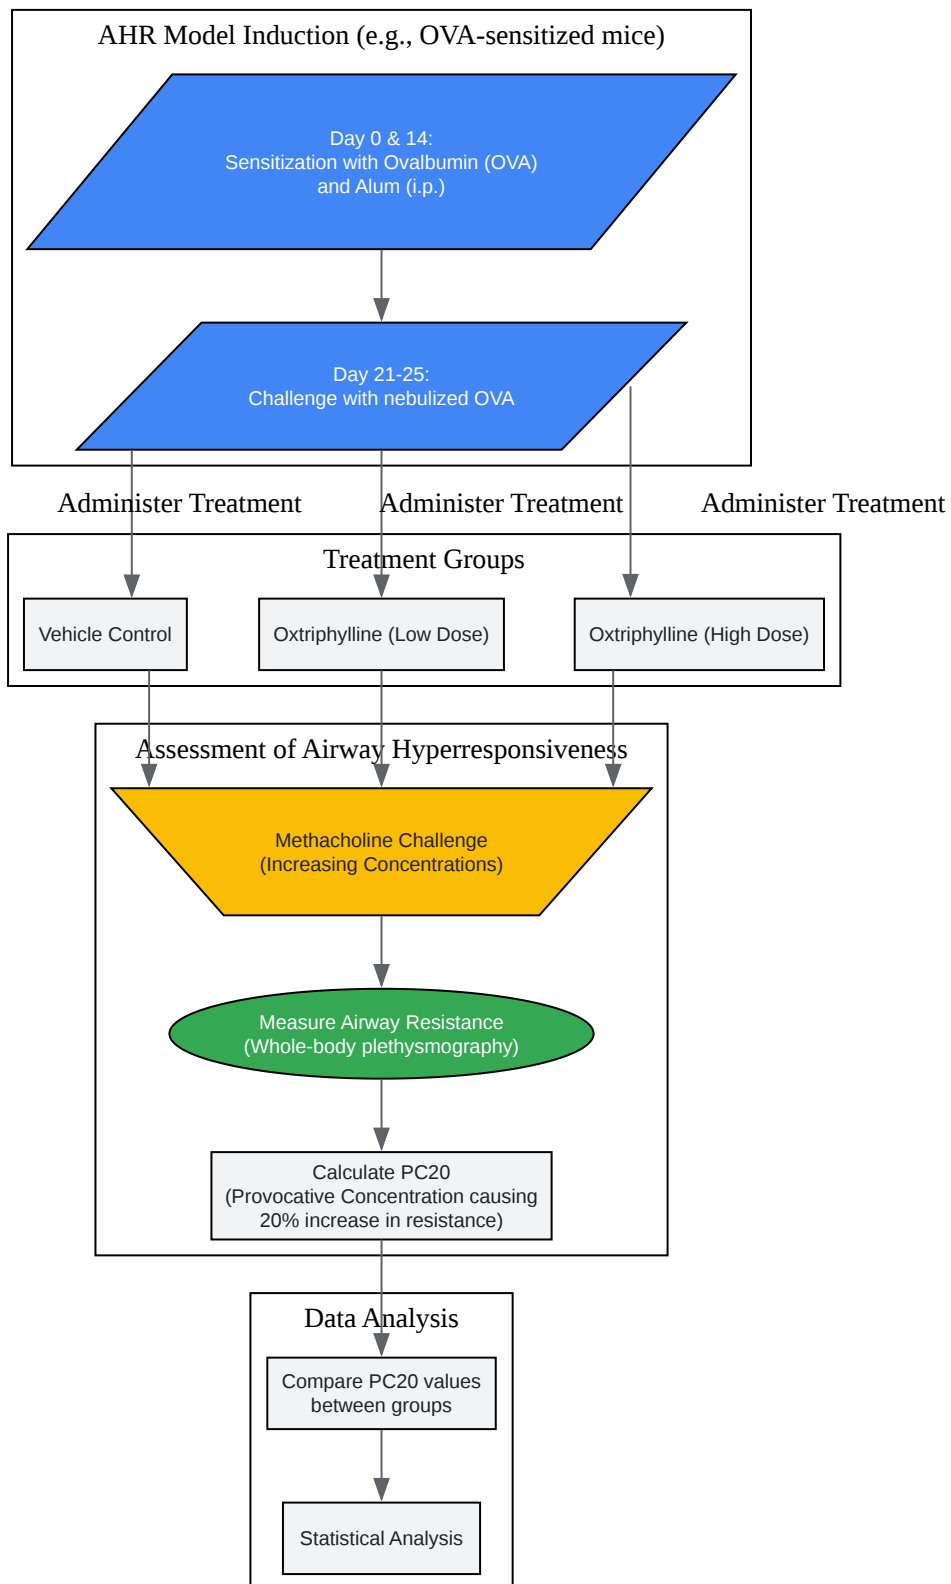 AHR Model Induction (e.g., OVA-sensitized mice)
Day 0 & 14:
Sensitization with Ovalbumin (OVA)
and Alum (i.p.)
Day 21-25:
Challenge with nebulized OVA
Administer Treatment
Administer Treatment
Administer Treatment
Treatment Groups
Vehicle Control
Oxtriphylline (Low Dose)
Oxtriphylline (High Dose)
Assessment of Airway Hyperresponsiveness
Methacholine Challenge
(Increasing Concentrations)
Measure Airway Resistance
(Whole-body plethysmography)
Calculate PC20
(Provocative Concentration causing
20% increase in resistance)
Data Analysis
Compare PC20 values
between groups
Statistical Analysis